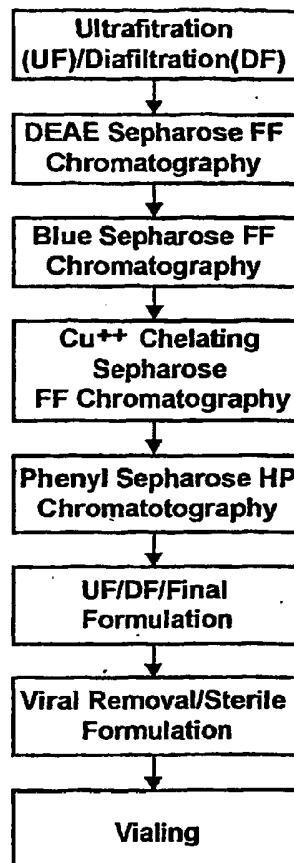 Ultrafitration
(UF)/Diafiltration(DF)
DEAE Sepharose FF
Chromatography
Blue Sepharose FF
Chromatography
Cu++ Chelating
Sepharose
FF Chromatography
Phenyl Sepharose HP
Chromatotography
UF/DF/Final
Formulation
Viral Removal/Sterile
Formulation
Vialing